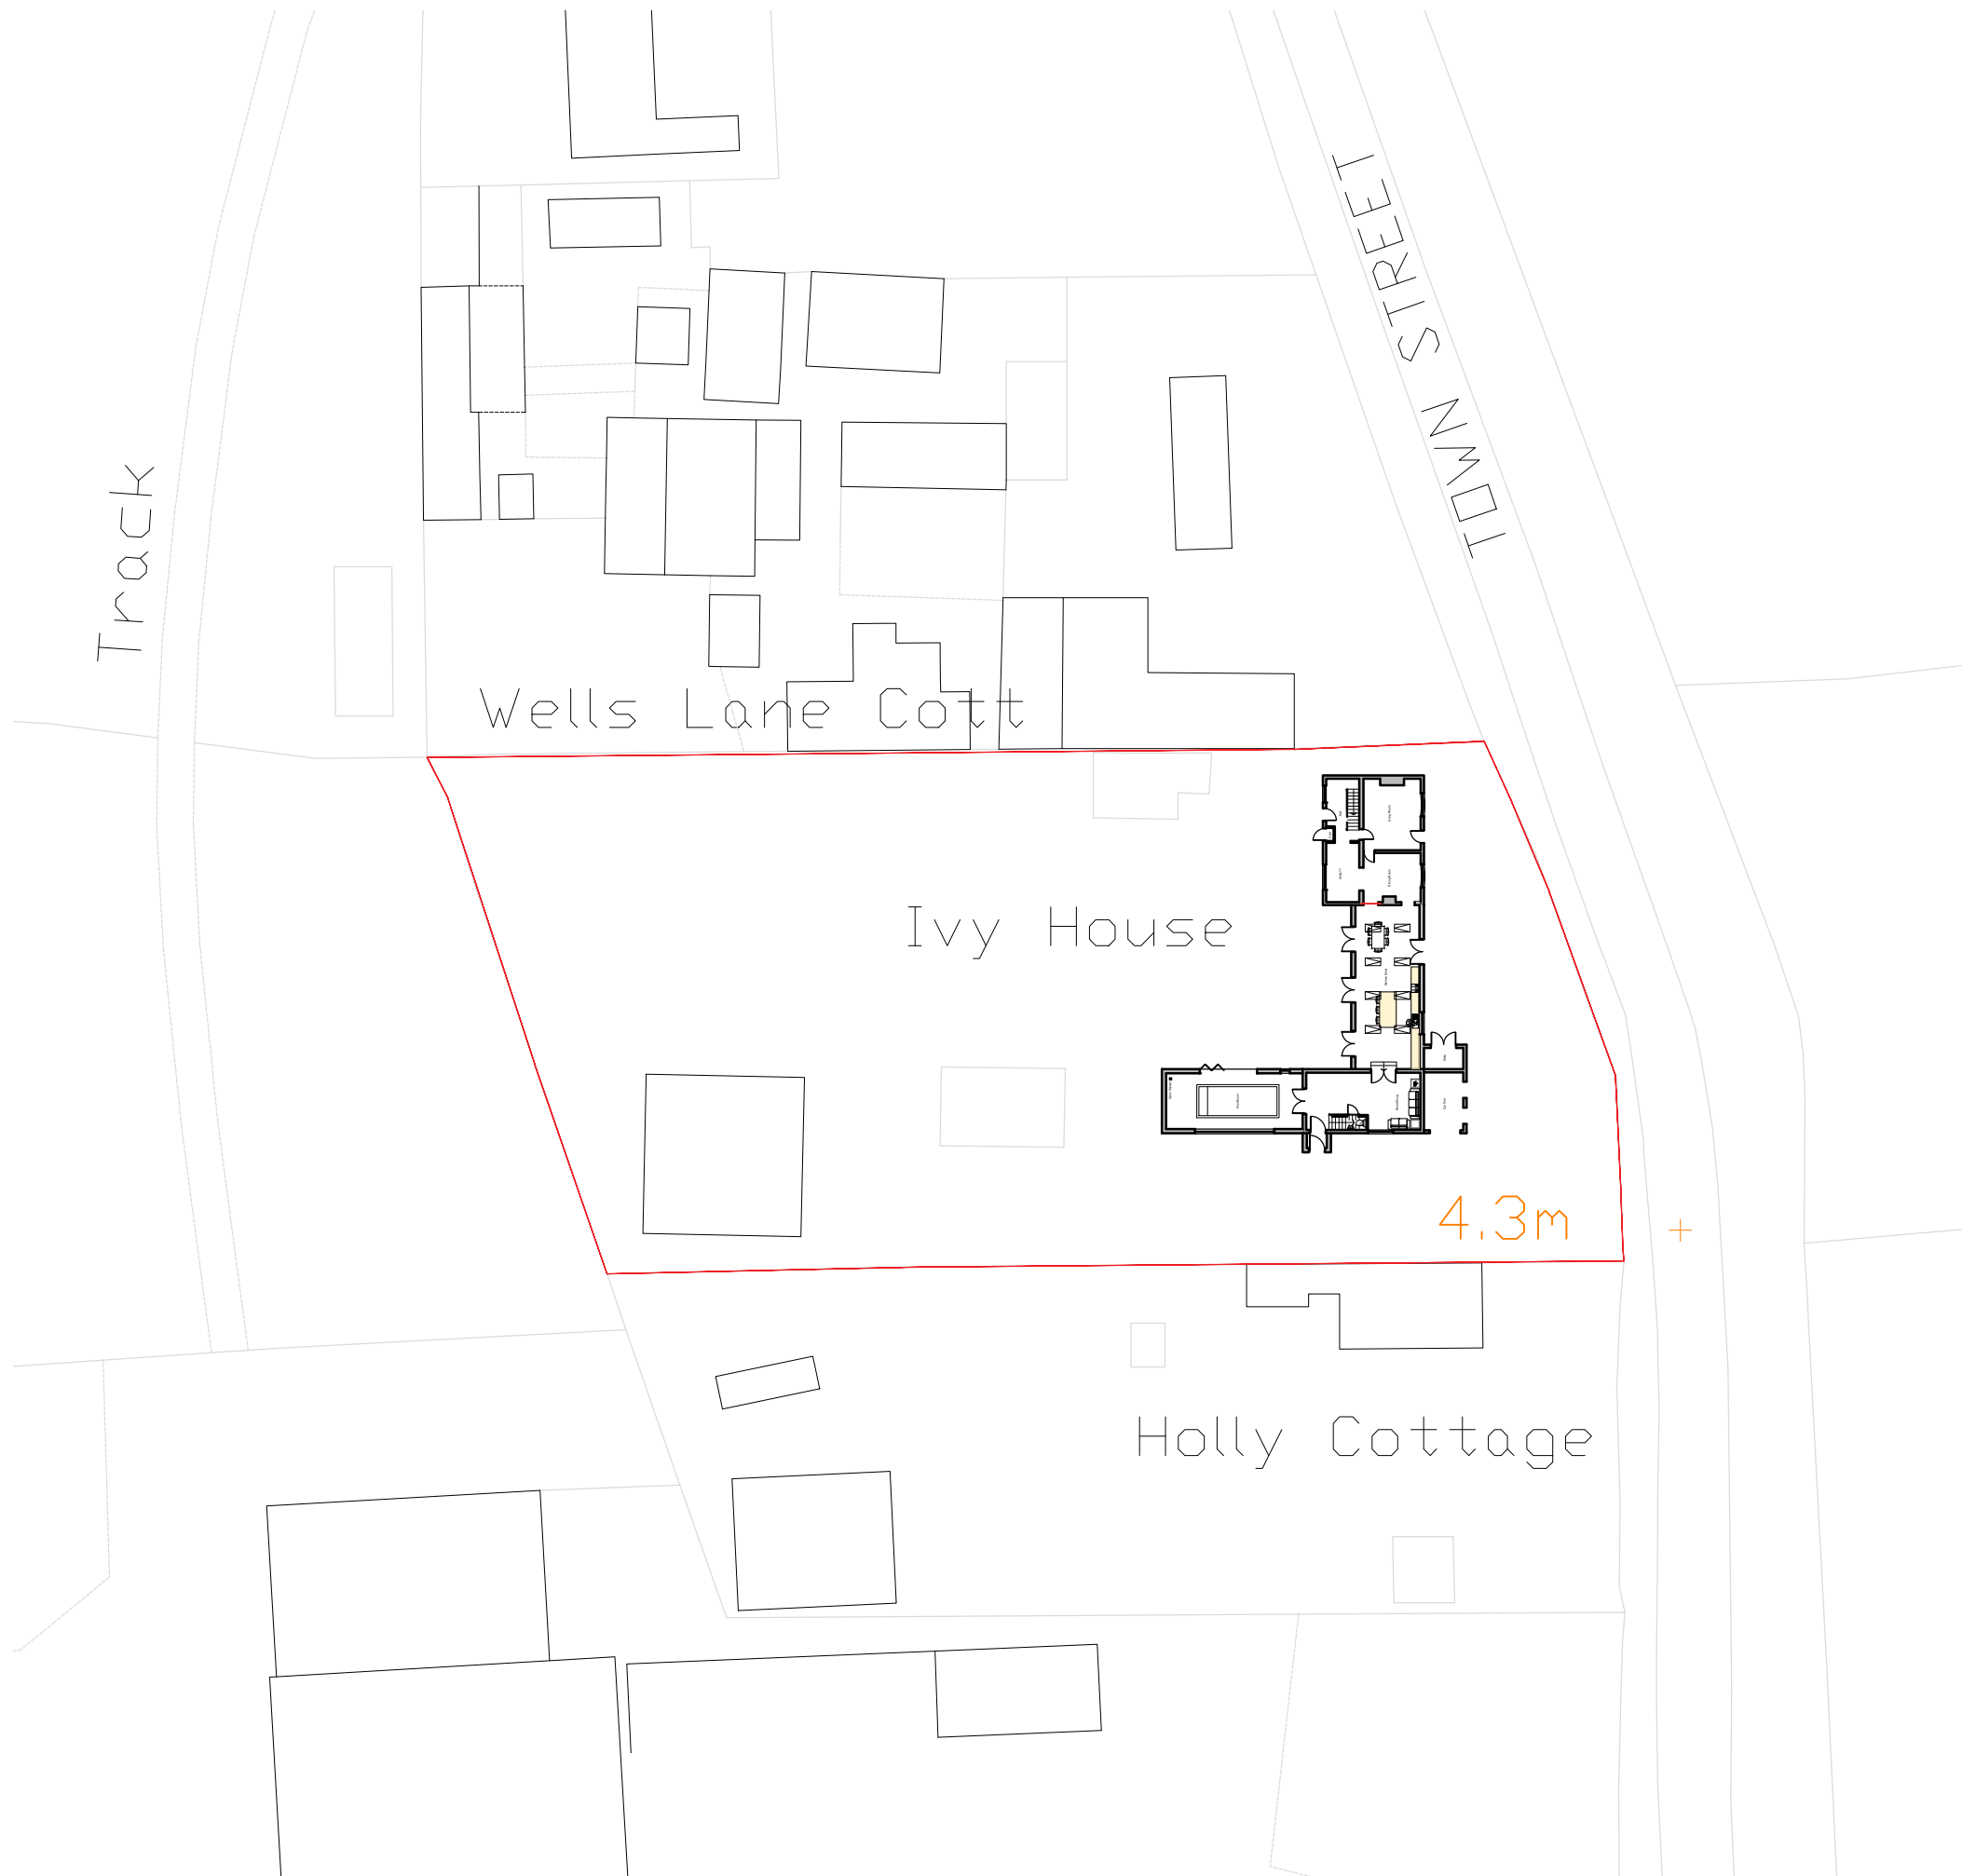 TOWN STREET
Track
Wells Lane Cott
Ivy House
4.3m
Holly Cottage